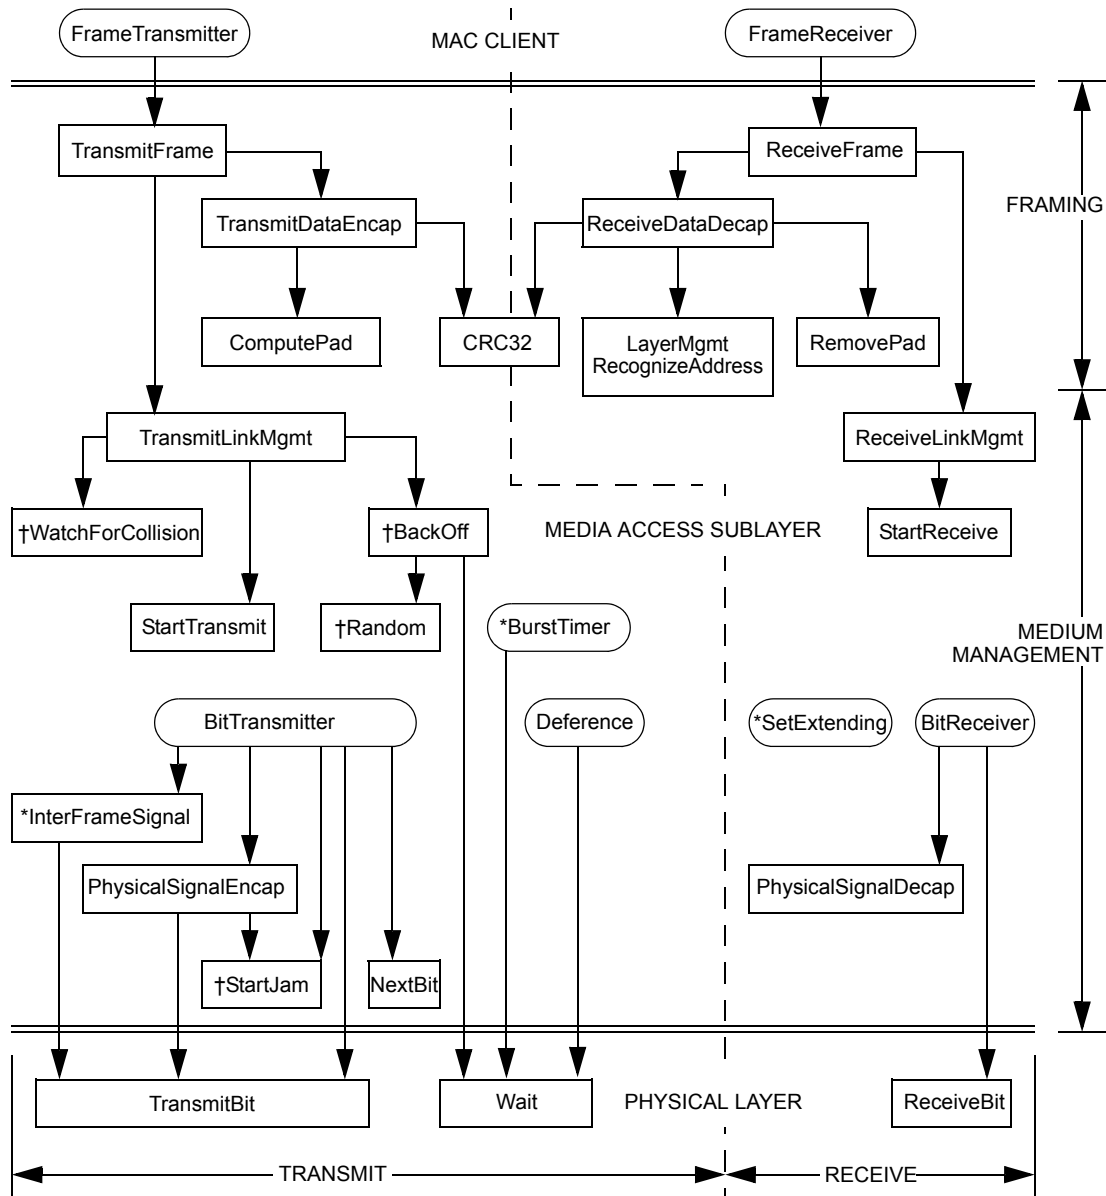 FrameTransmitter
MAC CLIENT
FrameReceiver
TransmitFrame
ReceiveFrame
FRAMING
TransmitDataEncap
ReceiveDataDecap
ComputePad
CRC32
LayerMgmt
RecognizeAddress
RemovePad
TransmitLinkMgmt
ReceiveLinkMgmt
†WatchForCollision
†BackOff
MEDIA ACCESS SUBLAYER
StartReceive
StartTransmit
†Random
*BurstTimer
MEDIUM
MANAGEMENT
BitTransmitter
Deference
*SetExtending
BitReceiver
*InterFrameSignal
PhysicalSignalEncap
PhysicalSignalDecap
†StartJam
NextBit
TransmitBit
Wait
PHYSICAL LAYER
ReceiveBit
TRANSMIT
RECEIVE